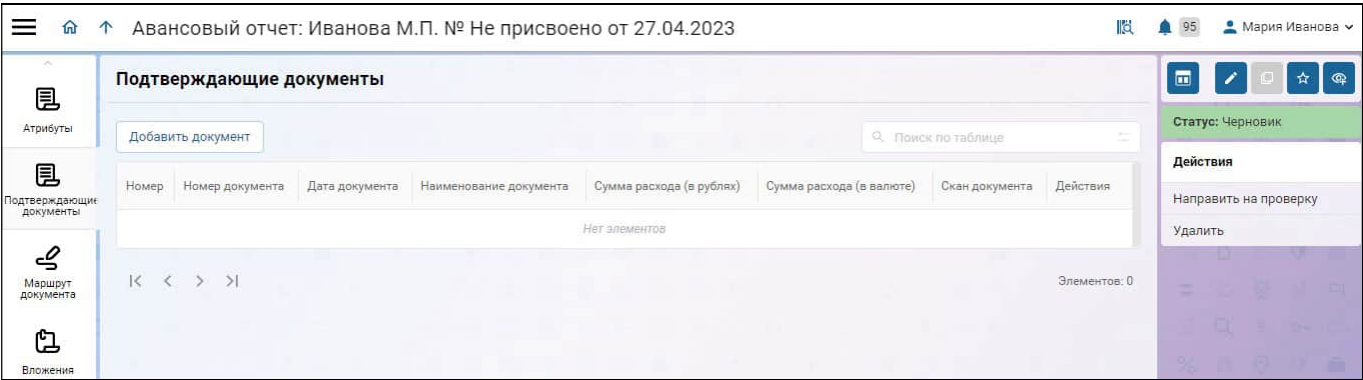 Авансовый отчет: Иванова М.П. № Не присвоено от 27.04.2023
95
Мария Иванова
Атрибуты
Подтверждающие
документы
Маршрут
документа
Вложения
Подтверждающие документы
Добавить документ
Поиск по таблице
Номер Номер документа Дата документа Наименование документа Сумма расхода (в рублях) Сумма расхода (в валюте) Скан документа Действия
Нет элементов
Элементов: 0
Статус: Черновик
Действия
Направить на проверку
Удалить